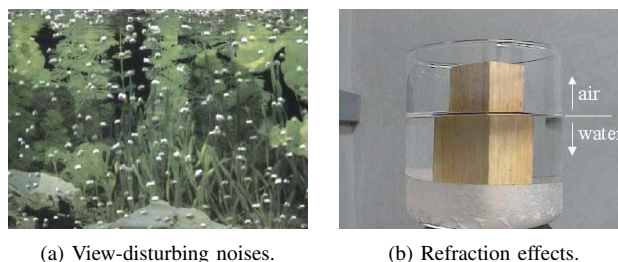 air
water
(a) View-disturbing noises.
(b) Refraction effects.